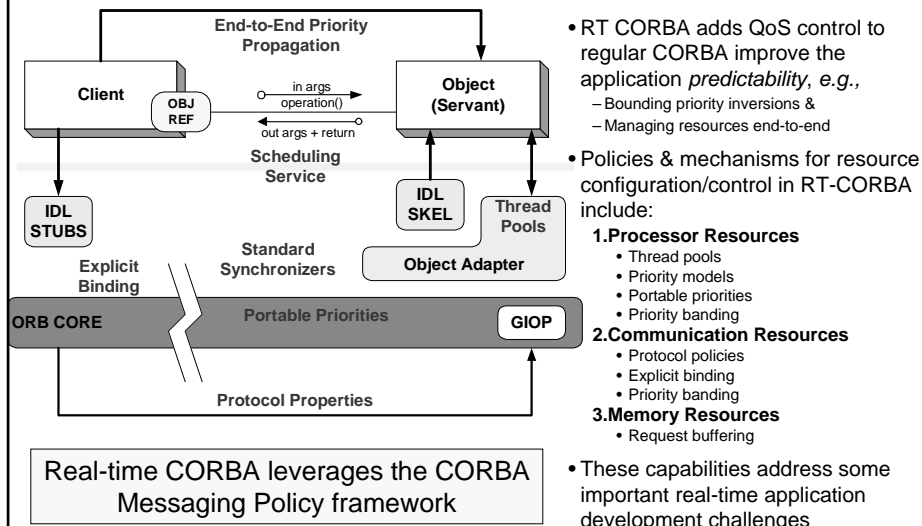 End-to-End Priority
Propagation
Client
OBJ
REF
in args
operation()
out args + return
Object
(Servant)
Scheduling
Service
IDL
STUBS
IDL
SKEL
Thread
Pools
Standard
Synchronizers
Object Adapter
Explicit
Binding
ORB CORE
Portable Priorities
GIOP
Protocol Properties
Real-time CORBA leverages the CORBA
Messaging Policy framework
• RT CORBA adds QoS control to
regular CORBA improve the
application predictability, e.g.,
– Bounding priority inversions &
– Managing resources end-to-end
• Policies & mechanisms for resource
configuration/control in RT-CORBA
include:
1.Processor Resources
• Thread pools
• Priority models
• Portable priorities
• Priority banding
2.Communication Resources
• Protocol policies
• Explicit binding
• Priority banding
3.Memory Resources
• Request buffering
• These capabilities address some
important real-time application
development challenges